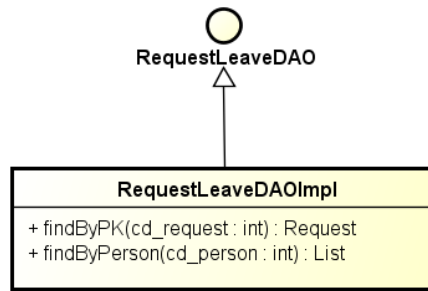 RequestLeaveDAO
RequestLeaveDAOImpl
+ findByPK(cd_request : int) : Request
+ findByPerson(cd_person : int) : List